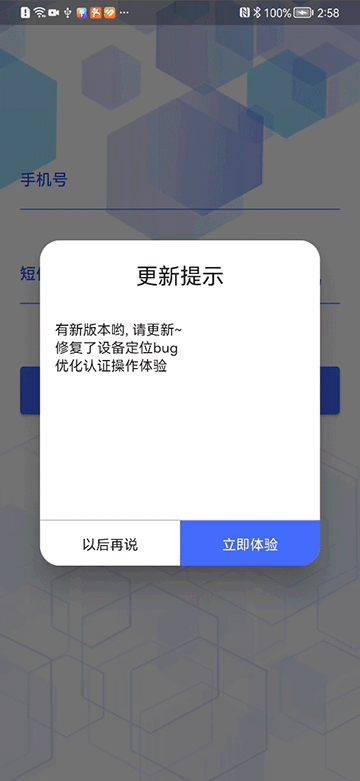 100% 2:58
手机号
短
更新提示
有新版本哟, 请更新~
修复了设备定位bug
优化认证操作体验
以后再说 立即体验